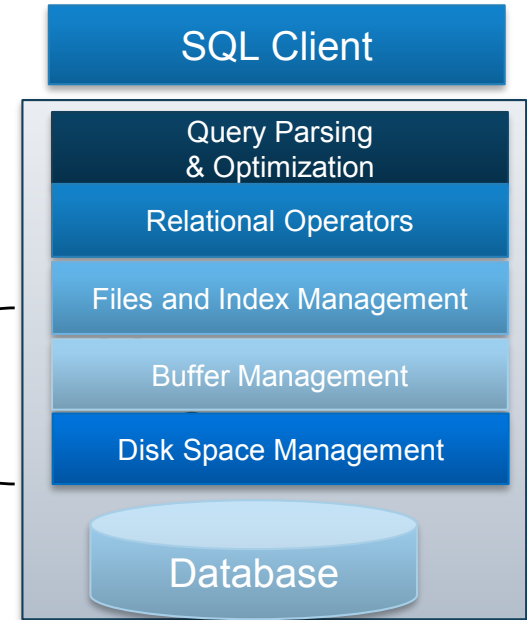 SQL Client
Query Parsing
& Optimization
Relational Operators
Files and Index Management
Buffer Management
Disk Space Management
Database